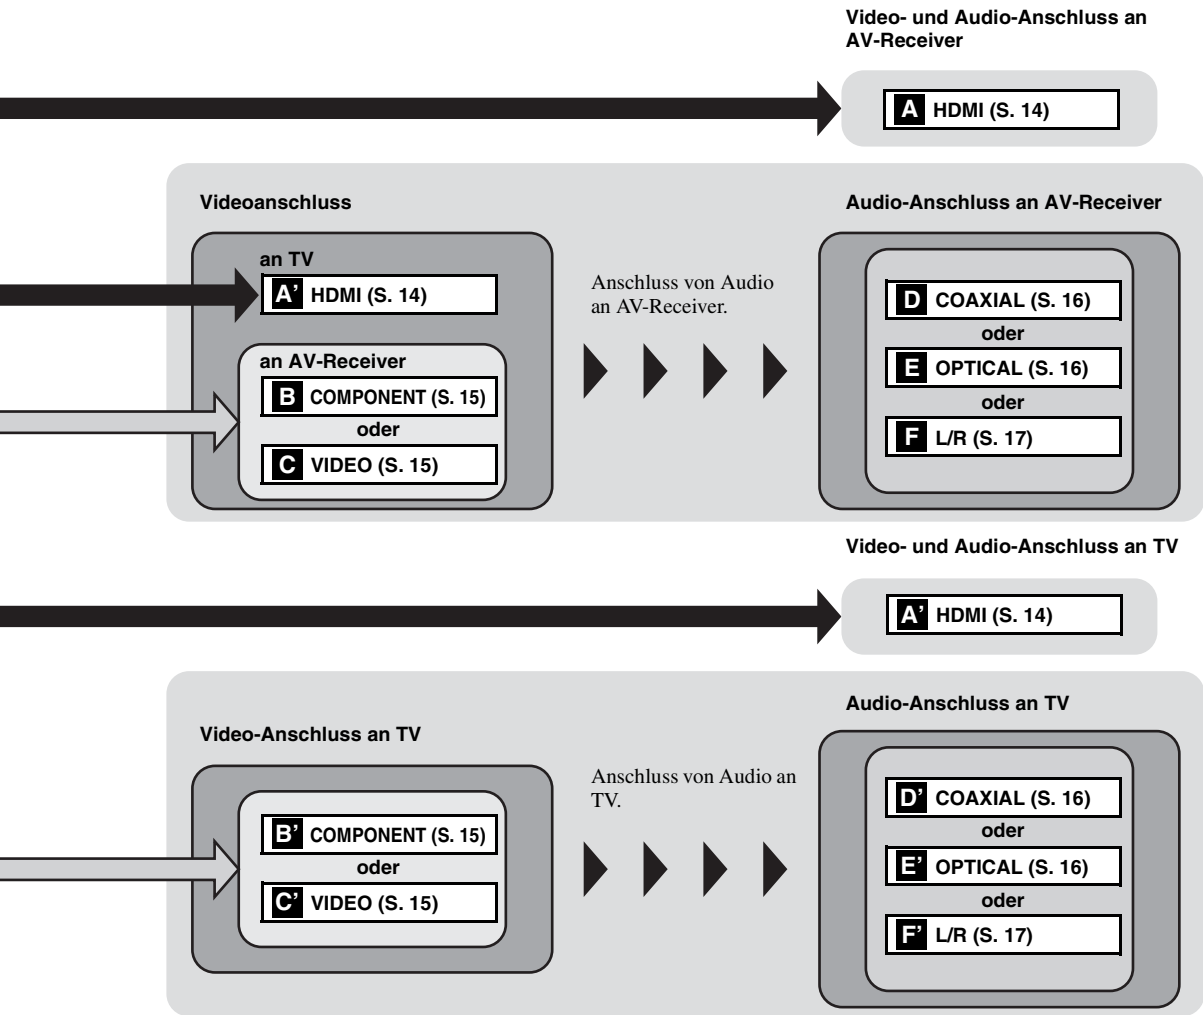 Video- und Audio-Anschluss an
AV-Receiver
A HDMI (S. 14)
Videoanschluss
an TV
A’ HDMI (S. 14)
an AV-Receiver
B COMPONENT (S. 15)
oder
C VIDEO (S. 15)
Anschluss von Audio
an AV-Receiver.
Audio-Anschluss an AV-Receiver
D COAXIAL (S. 16)
oder
E OPTICAL (S. 16)
oder
F L/R (S. 17)
Video- und Audio-Anschluss an TV
A’ HDMI (S. 14)
Video-Anschluss an TV
B’ COMPONENT (S. 15)
oder
C’ VIDEO (S. 15)
Anschluss von Audio an
TV.
Audio-Anschluss an TV
D’ COAXIAL (S. 16)
oder
E’ OPTICAL (S. 16)
oder
F’ L/R (S. 17)